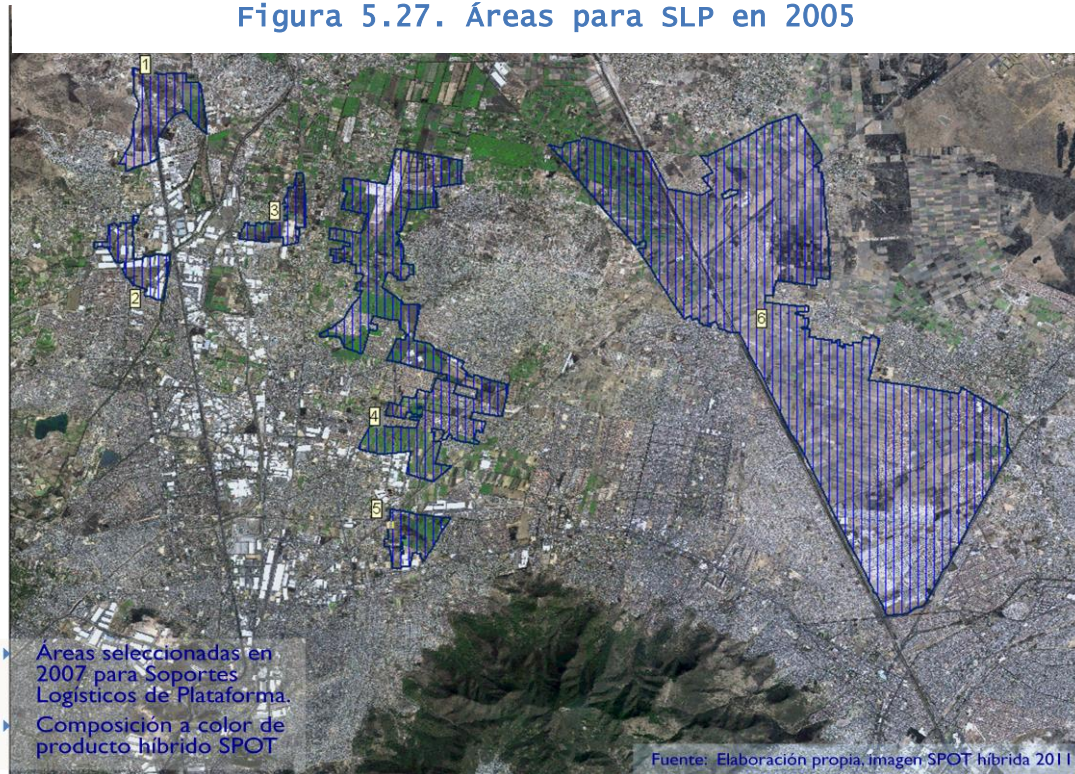 Figura 5.27. Áreas para SLP en 2005
1
3
2
6
4
5
Áreas seleccionadas en
2007 para Soportes
Logísticos de Plataforma.
Composición a color de
producto híbrido SPOT
Fuente: Elaboración propia, imagen SPOT híbrida 2011